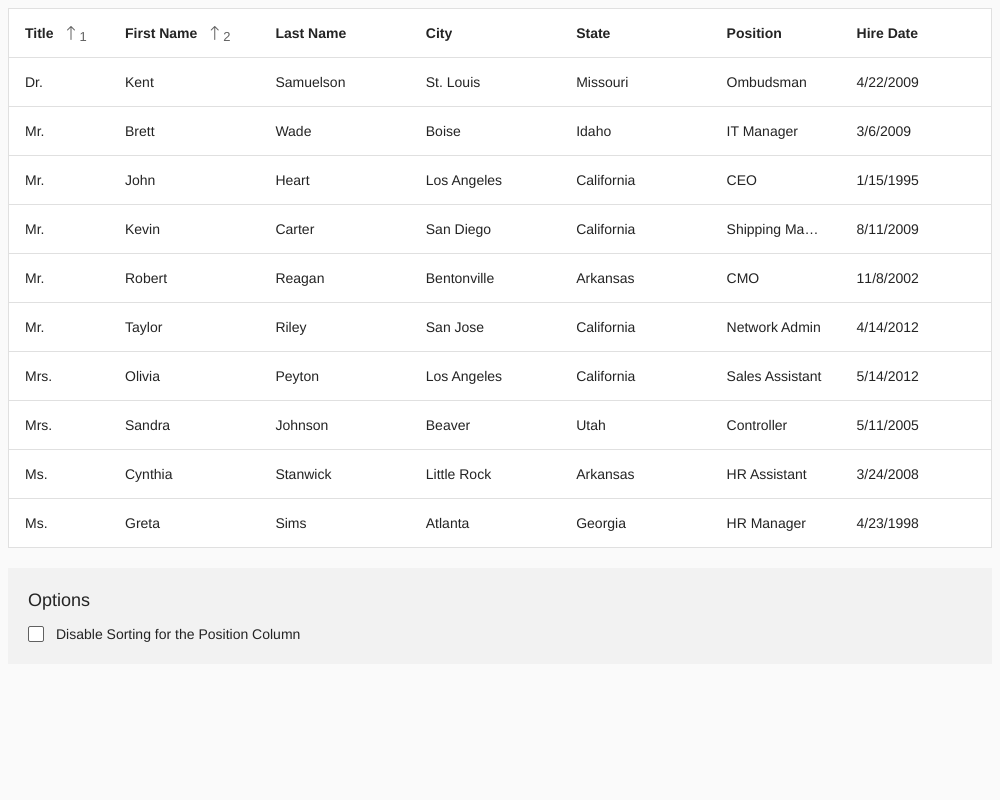 Title ↑ 1 First Name ↑ 2 Last Name City State Position Hire Date
Dr. Kent Samuelson St. Louis Missouri Ombudsman 4/22/2009
Mr. Brett Wade Boise Idaho IT Manager 3/6/2009
Mr. John Heart Los Angeles California CEO 1/15/1995
Mr. Kevin Carter San Diego California Shipping Ma… 8/11/2009
Mr. Robert Reagan Bentonville Arkansas CMO 11/8/2002
Mr. Taylor Riley San Jose California Network Admin 4/14/2012
Mrs. Olivia Peyton Los Angeles California Sales Assistant 5/14/2012
Mrs. Sandra Johnson Beaver Utah Controller 5/11/2005
Ms. Cynthia Stanwick Little Rock Arkansas HR Assistant 3/24/2008
Ms. Greta Sims Atlanta Georgia HR Manager 4/23/1998
Options
Disable Sorting for the Position Column